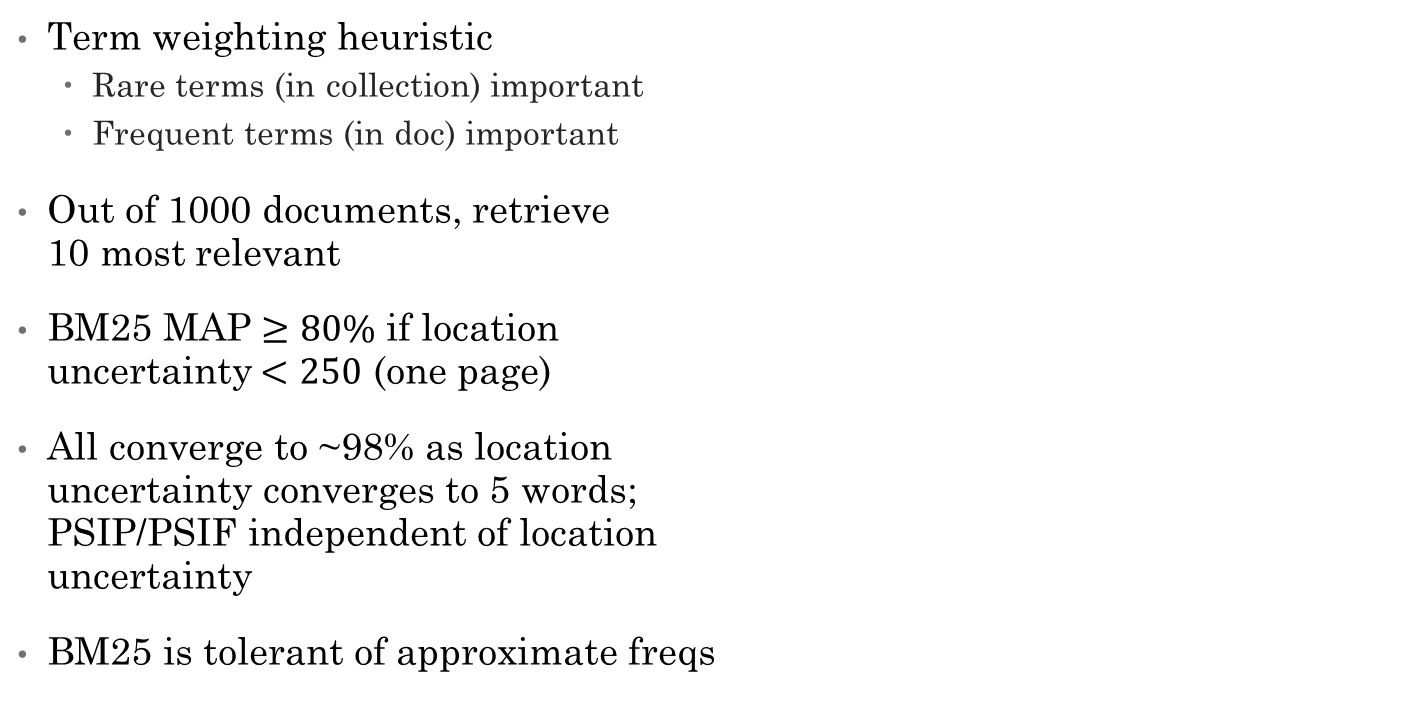 • Term weighting heuristic
• Rare terms (in collection) important
• Frequent terms (in doc) important
• Out of 1000 documents, retrieve
10 most relevant
• BM25 MAP ≥ 80% if location
uncertainty < 250 (one page)
• All converge to ~98% as location
uncertainty converges to 5 words;
PSIP/PSIF independent of location
uncertainty
• BM25 is tolerant of approximate freqs